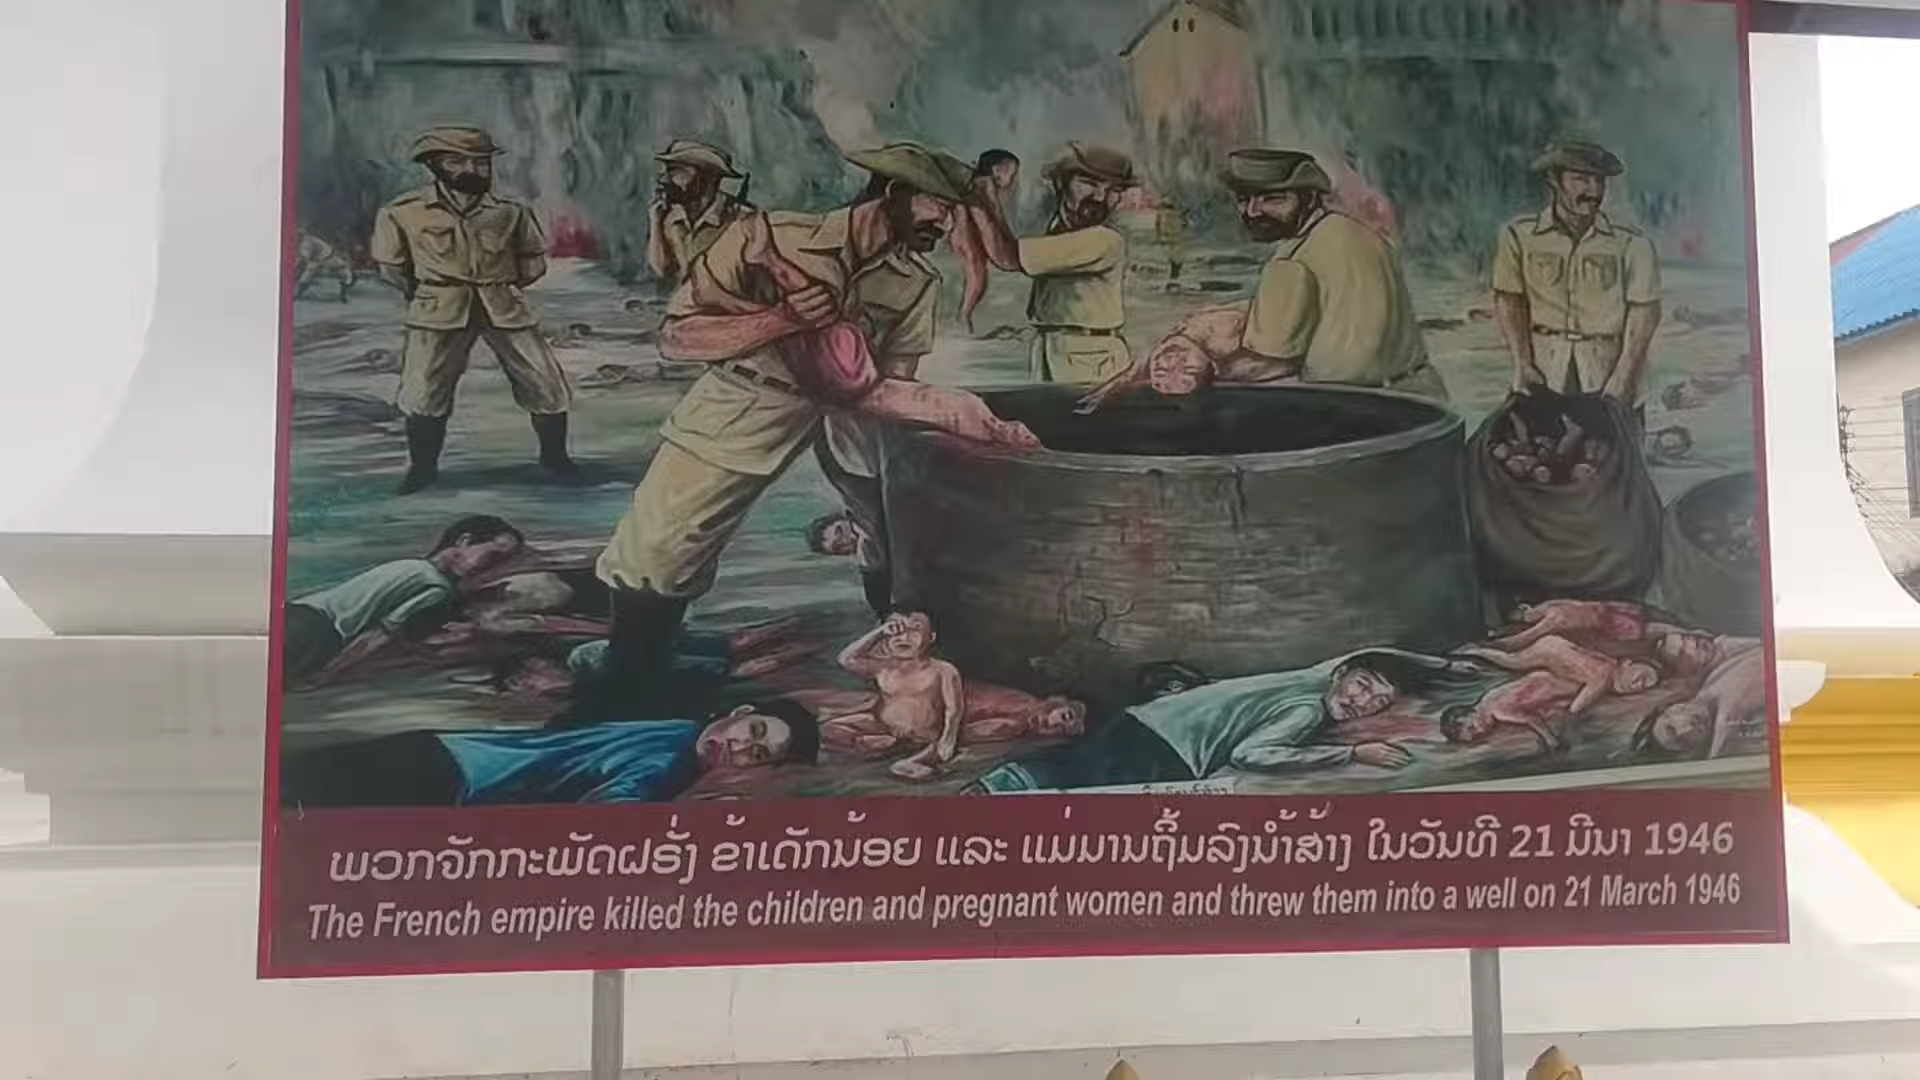 ພວກຈັກກະພັດຝຣັ່ງ ຂ້າເດັກນ້ອຍ ແລະ ແມ່ມານຖິ້ມລົງນ້ຳສ້າງ ໃນວັນທີ 21 ມີນາ 1946
The French empire killed the children and pregnant women and threw them into a well on 21 March 1946